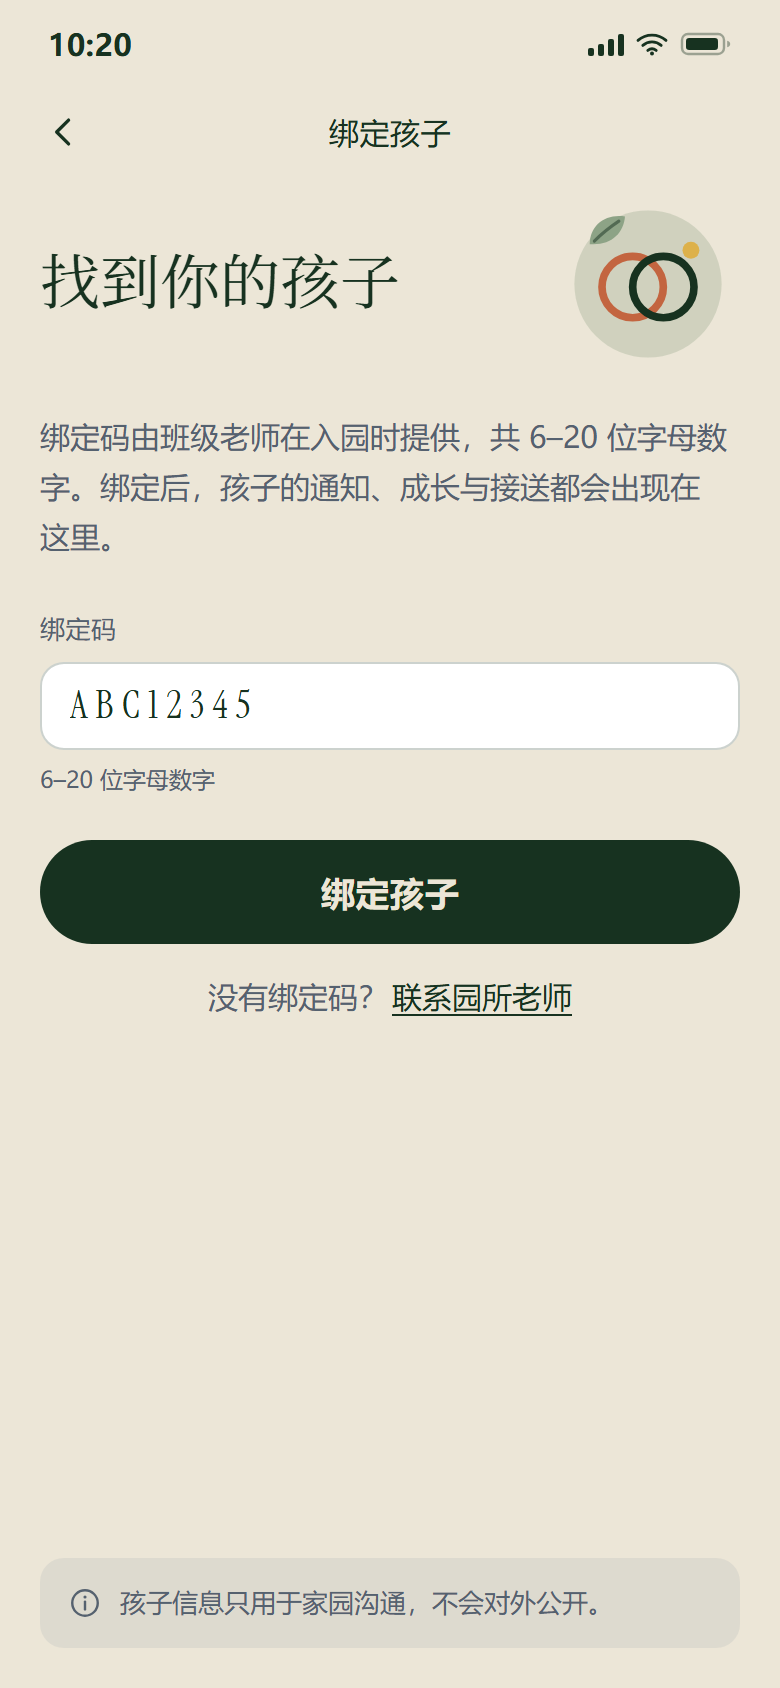 10:20
绑定孩子
找到你的孩子
绑定码由班级老师在入园时提供，共 6–20 位字母数
字。绑定后，孩子的通知、成长与接送都会出现在
这里。
绑定码
ABC12345
6–20 位字母数字
绑定孩子
没有绑定码？ 联系园所老师
孩子信息只用于家园沟通，不会对外公开。